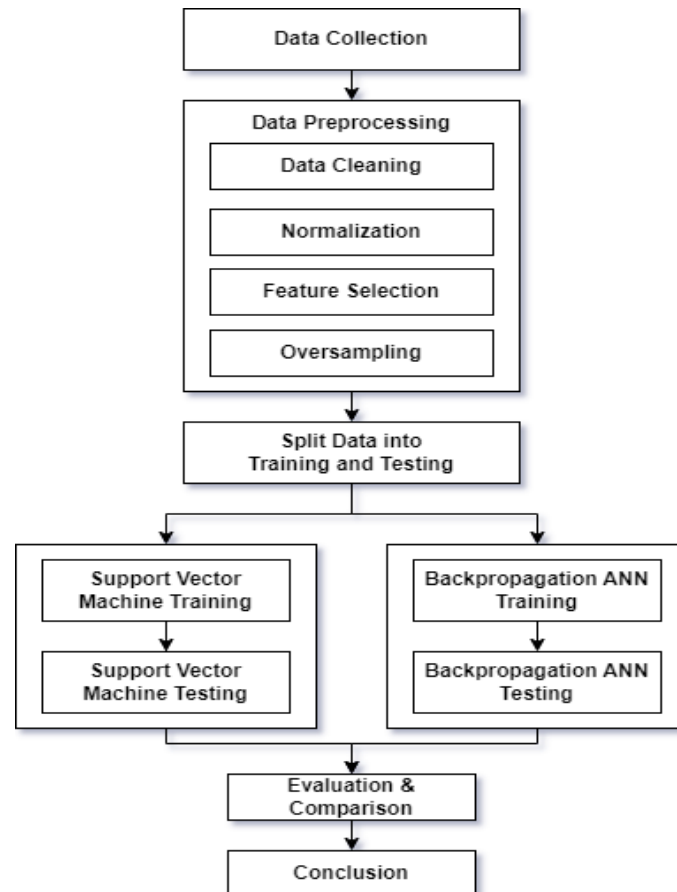 Data Collection
Data Preprocessing
Data Cleaning
Normalization
Feature Selection
Oversampling
Split Data into
Training and Testing
Support Vector
Machine Training
Support Vector
Machine Testing
Backpropagation ANN
Training
Backpropagation ANN
Testing
Evaluation &
Comparison
Conclusion